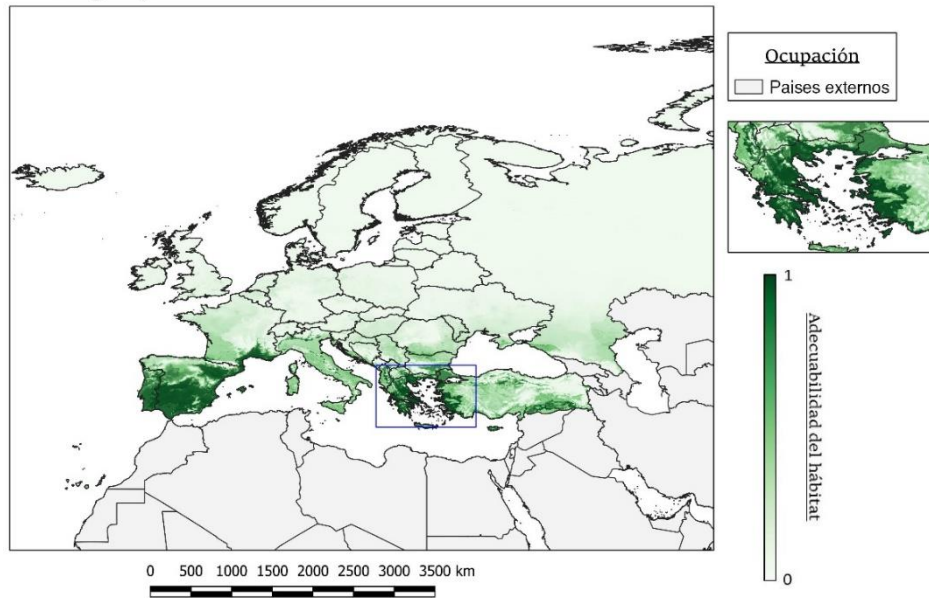 Ocupación
Paises externos
1
Adecuabilidad del hábitat
0
0 500 1000 1500 2000 2500 3000 3500 km